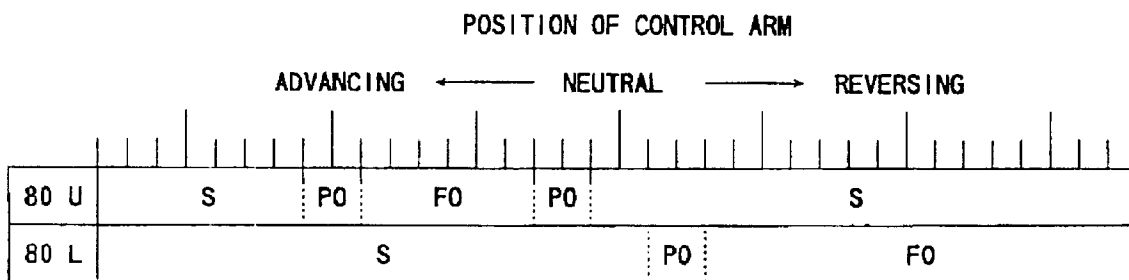 POSITION OF CONTROL ARM
ADVANCING ← NEUTRAL → REVERSING
80 U S PO FO PO S
80 L S PO FO